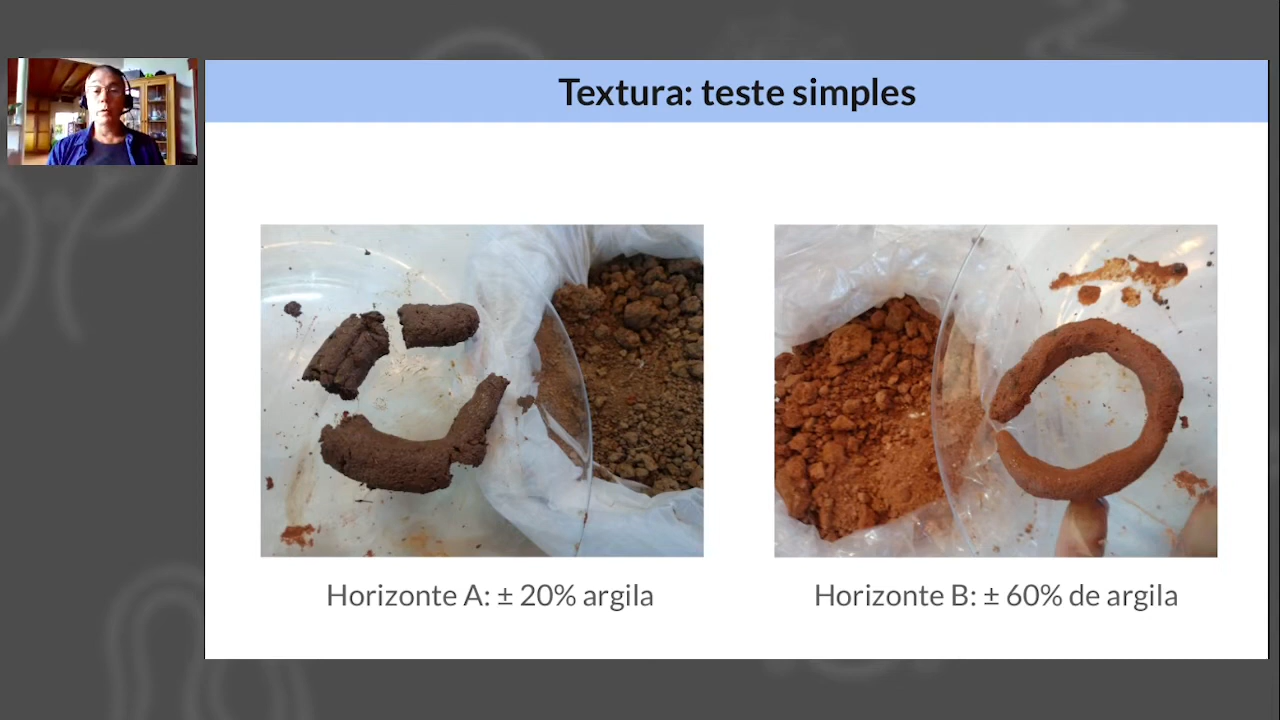 Textura: teste simples
Horizonte A: ± 20% argila
Horizonte B: ± 60% de argila